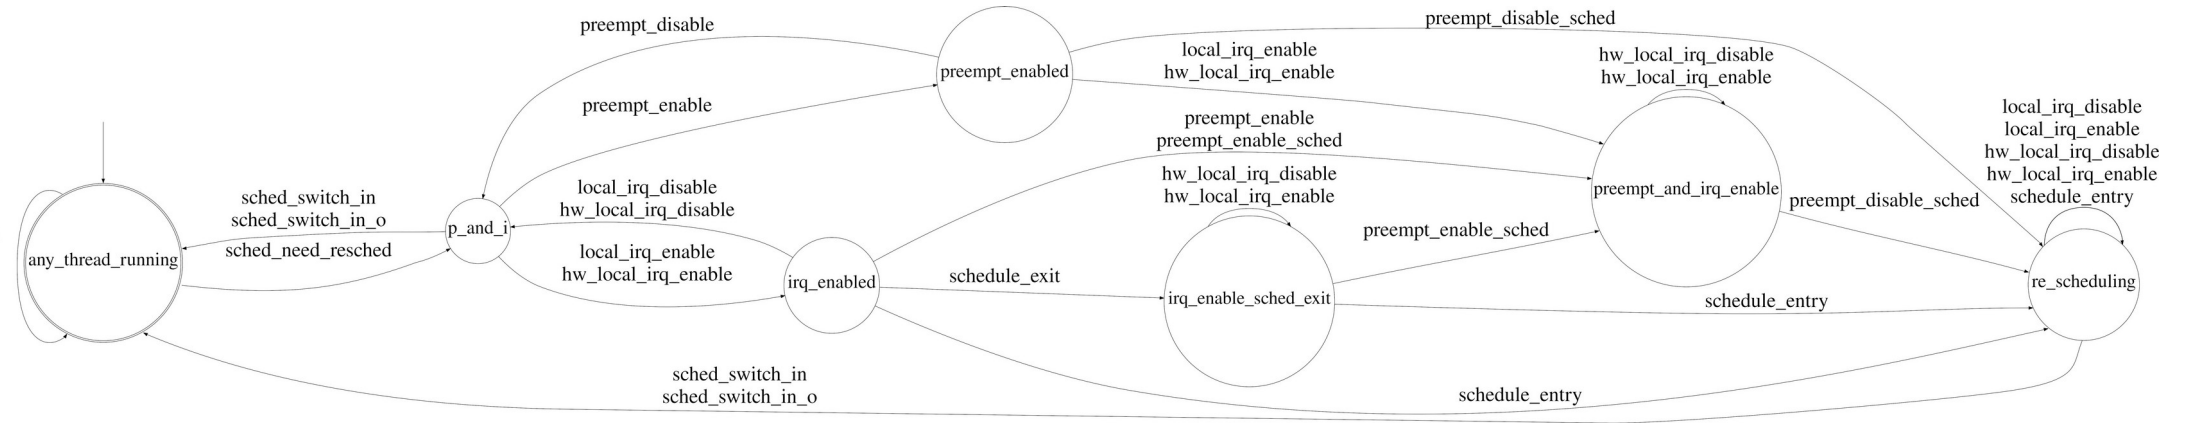 preempt_disable
preempt_enable
preempt_enabled
preempt_disable_sched
local_irq_enable
hw_local_irq_enable
hw_local_irq_disable
hw_local_irq_enable
preempt_enable
preempt_enable_sched
local_irq_disable
local_irq_enable
hw_local_irq_disable
hw_local_irq_enable
schedule_entry
sched_switch_in
sched_switch_in_o
sched_need_resched
any_thread_running
p_and_i
local_irq_disable
hw_local_irq_disable
local_irq_enable
hw_local_irq_enable
irq_enabled
schedule_exit
hw_local_irq_disable
hw_local_irq_enable
irq_enable_sched_exit
preempt_enable_sched
preempt_and_irq_enable
preempt_disable_sched
re_scheduling
schedule_entry
sched_switch_in
sched_switch_in_o
schedule_entry